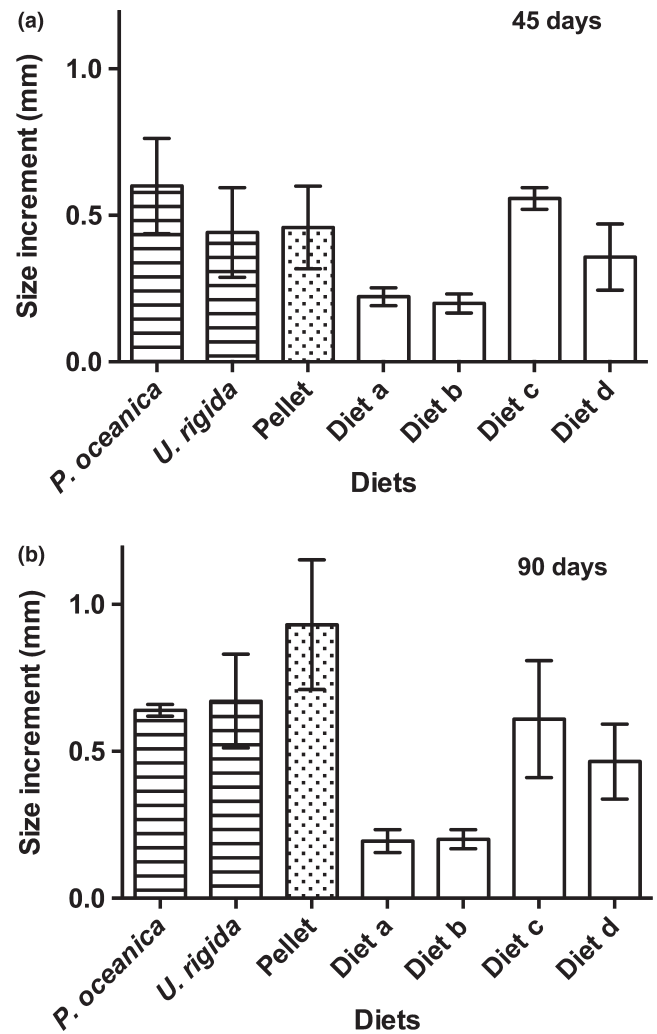 (a)
45 days
Size increment (mm)
1.0
0.5
0.0
P. oceanica
U. rigida
Pellet
Diet a
Diet b
Diet c
Diet d
Diets
(b)
90 days
Size increment (mm)
1.0
0.5
0.0
P. oceanica
U. rigida
Pellet
Diet a
Diet b
Diet c
Diet d
Diets